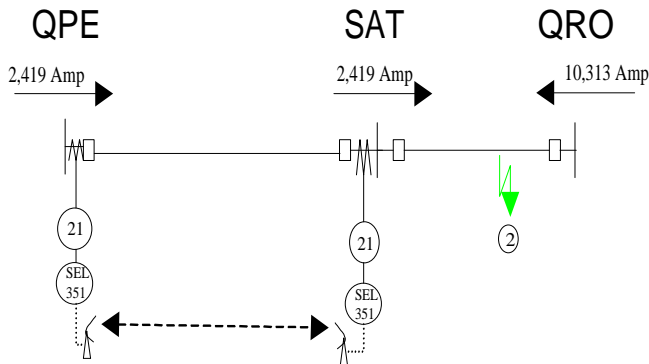 QPE SAT QRO
2,419 Amp 2,419 Amp 10,313 Amp
2
21 21
SEL SEL
351 351